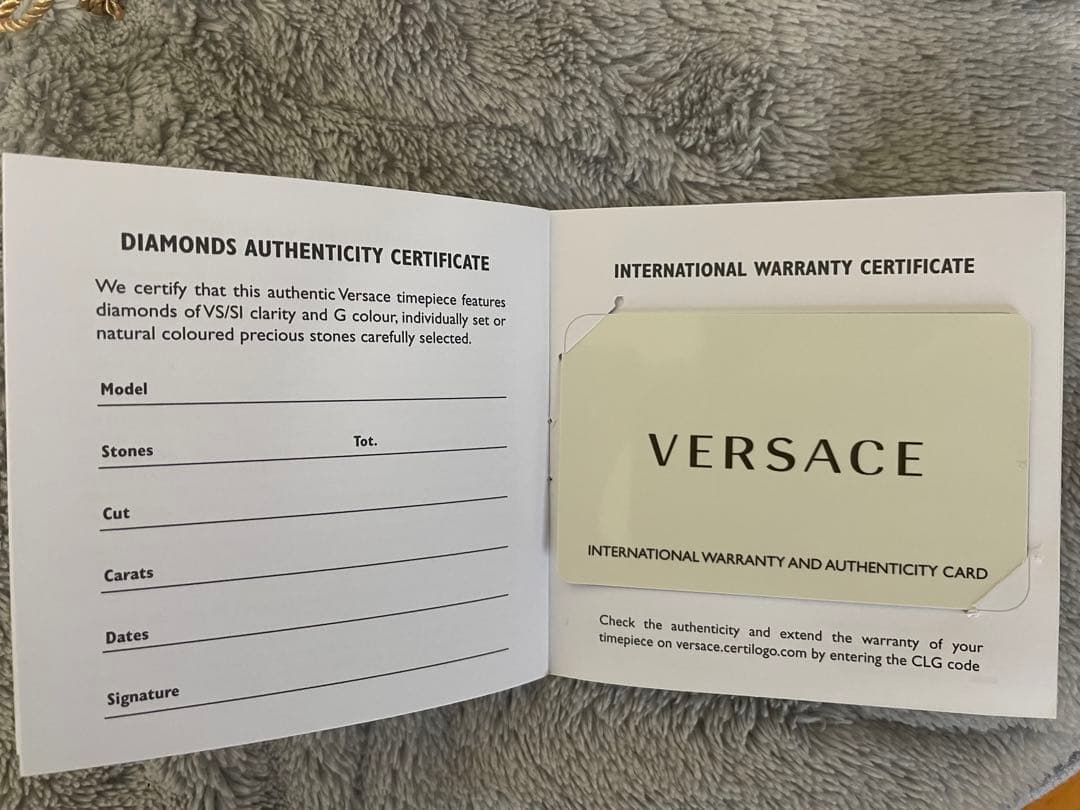 DIAMONDS AUTHENTICITY CERTIFICATE
We certify that this authentic Versace timepiece features
diamonds of VS/SI clarity and G colour, individually set or
natural coloured precious stones carefully selected.
Model
Stones Tot.
Cut
Carats
Dates
Signature
INTERNATIONAL WARRANTY CERTIFICATE
VERSACE
INTERNATIONAL WARRANTY AND AUTHENTICITY CARD
Check the authenticity and extend the warranty of your
timepiece on versace.certilogo.com by entering the CLG code